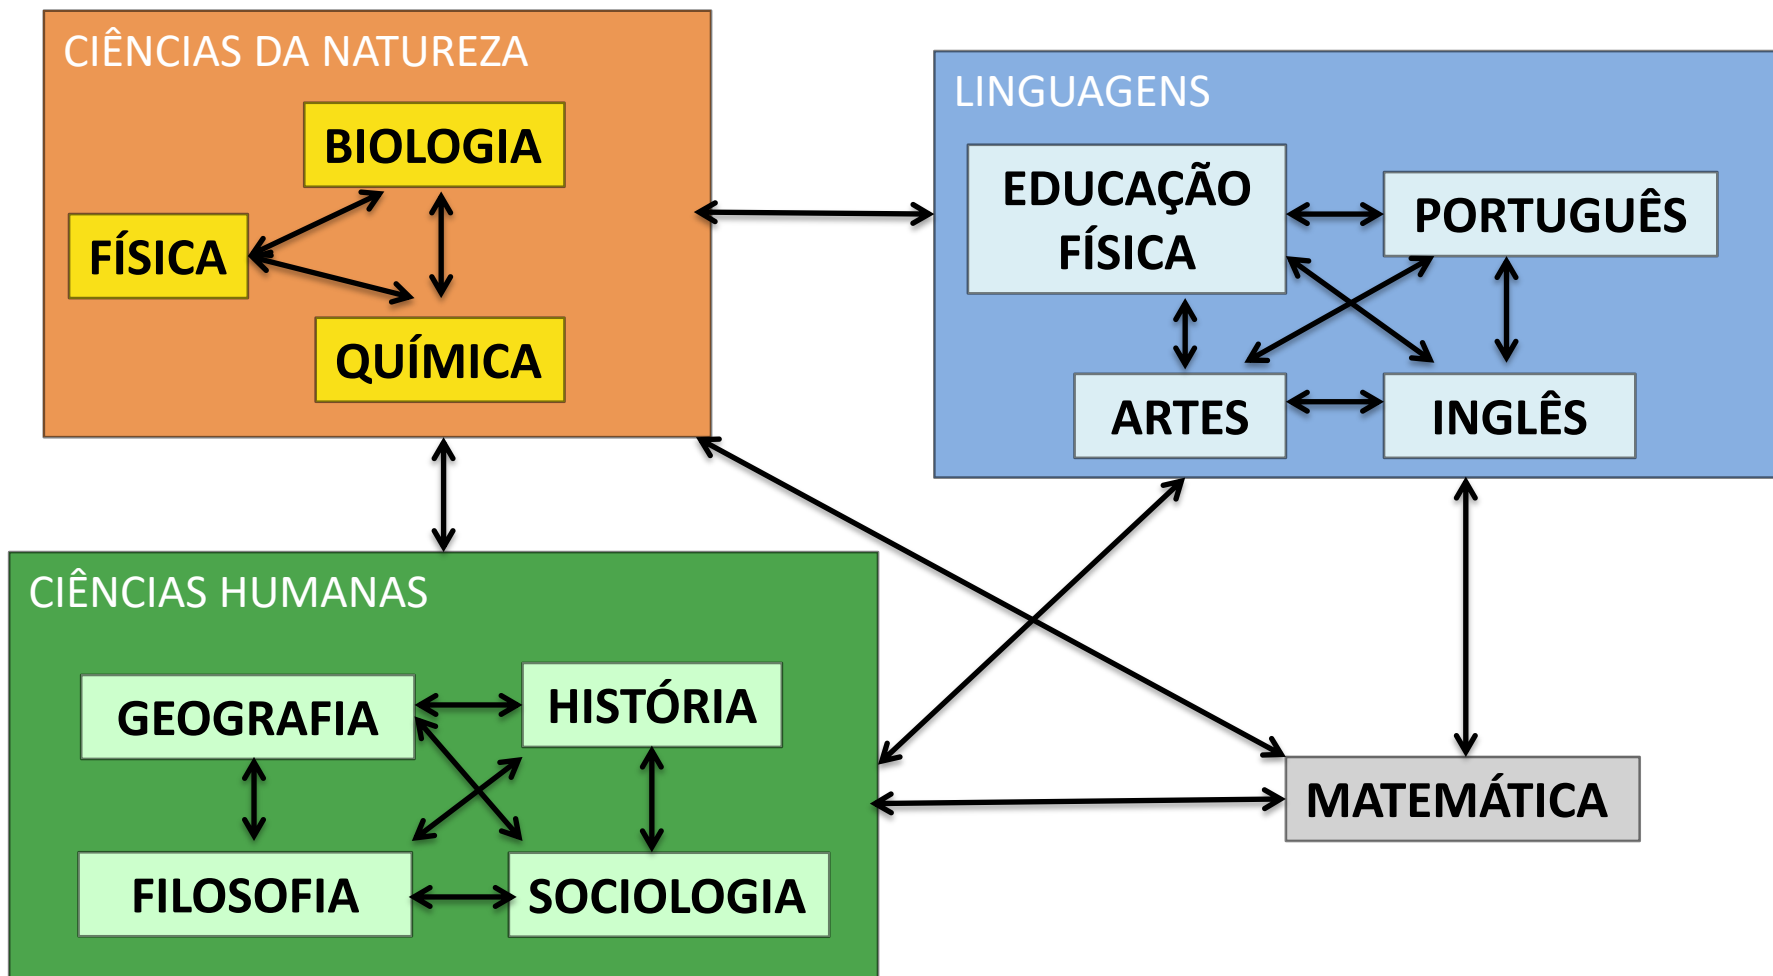 CIÊNCIAS DA NATUREZA
BIOLOGIA
FÍSICA
QUÍMICA
LINGUAGENS
EDUCAÇÃO
FÍSICA
PORTUGUÊS
ARTES
INGLÊS
CIÊNCIAS HUMANAS
GEOGRAFIA
HISTÓRIA
FILOSOFIA
SOCIOLOGIA
MATEMÁTICA